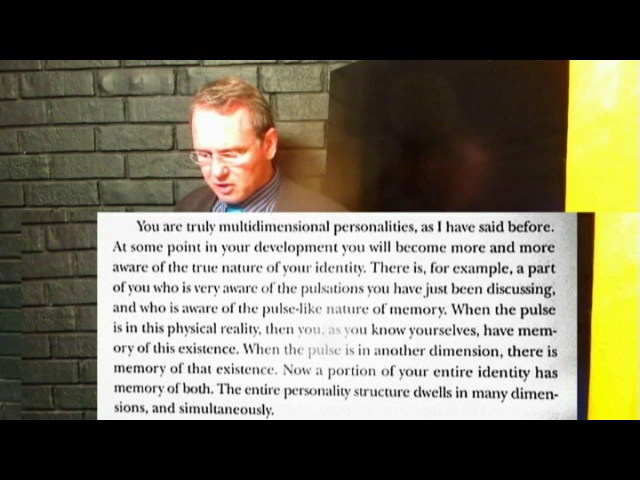 You are truly multidimensional personalities, as I have said before.
At some point in your development you will become more and more
aware of the true nature of your identity. There is, for example, a part
of you who is very aware of the pulsations you have just been discussing,
and who is aware of the pulse-like nature of memory. When the pulse
is in this physical reality, then you, as you know yourselves, have mem-
ory of this existence. When the pulse is in another dimension, there is
memory of that existence. Now a portion of your entire identity has
memory of both. The entire personality structure dwells in many dimen-
sions, and simultaneously.